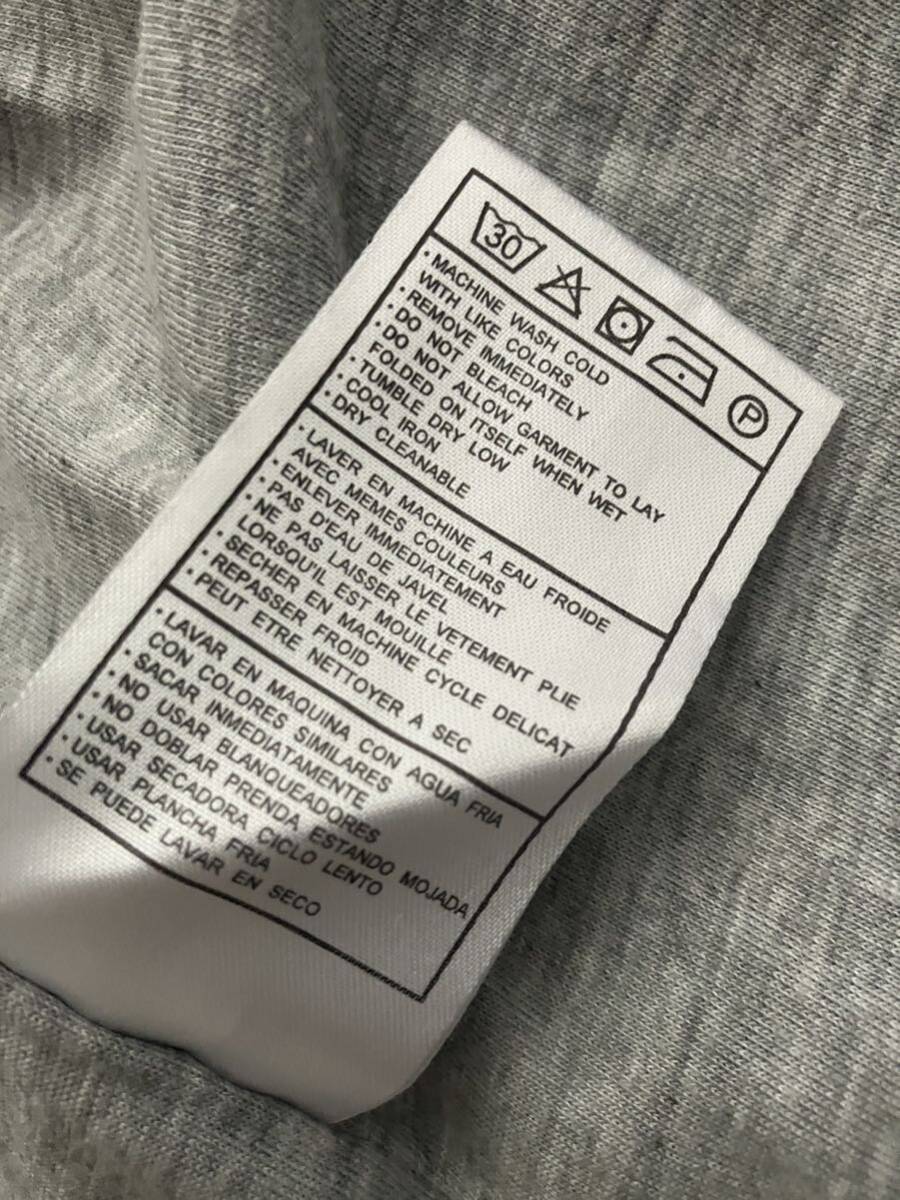 30
P
· MACHINE WASH COLD
WITH LIKE COLORS
· REMOVE IMMEDIATELY
· DO NOT BLEACH
· DO NOT ALLOW GARMENT TO LAY
FOLDED ON ITSELF WHEN WET
· TUMBLE DRY LOW
· COOL IRON
· DRY CLEANABLE
· LAVER EN MACHINE A EAU FROIDE
AVEC MEMES COULEURS
· ENLEVER IMMEDIATEMENT
· PAS D'EAU DE JAVEL
· NE PAS LAISSER LE VETEMENT PLIE
LORSQU'IL EST MOUILLE
· SECHER EN MACHINE CYCLE DELICAT
· REPASSER FROID
· PEUT ETRE NETTOYER A SEC
· LAVAR EN MAQUINA CON AGUA FRIA
CON COLORES SIMILARES
· SACAR INMEDIATAMENTE
· NO USAR BLANQUEADORES
· NO DOBLAR PRENDA ESTANDO MOJADA
· USAR SECADORA CICLO LENTO
· USAR PLANCHA FRIA
· SE PUEDE LAVAR EN SECO